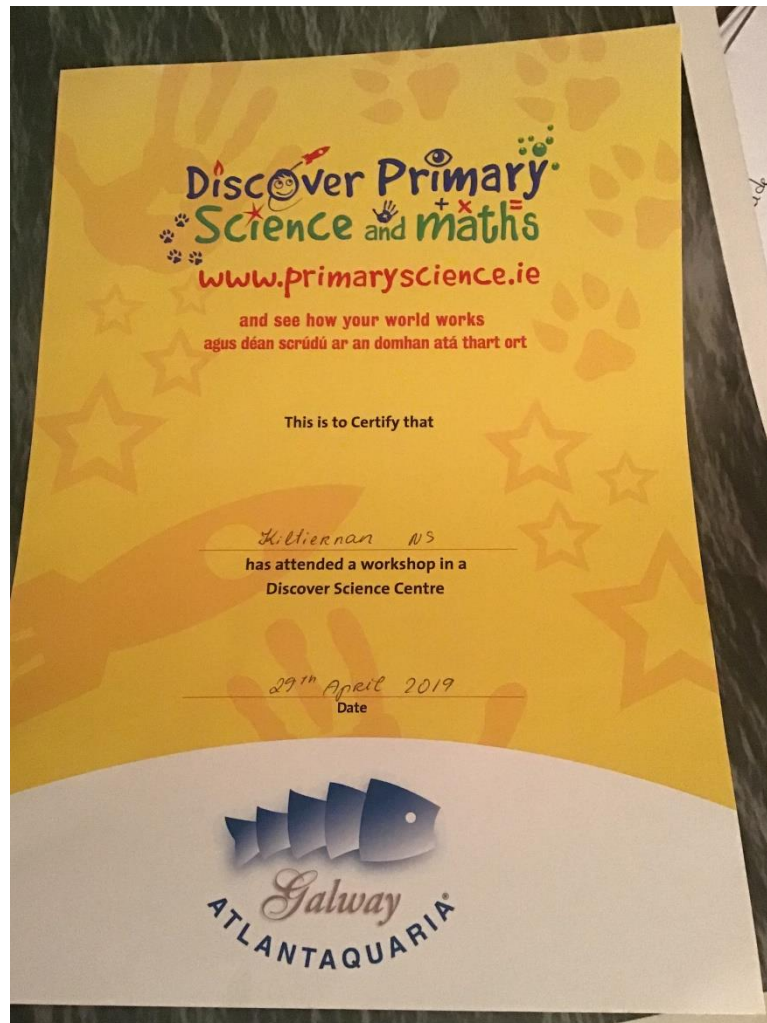 Discover Primary
Science and maths
www.primaryscience.ie
and see how your world works
agus déan scrúdú ar an domhan atá thart ort
This is to Certify that
Kiltiernan NS
has attended a workshop in a
Discover Science Centre
29th April 2019
Date
Galway
ATLANTAQUARIA®